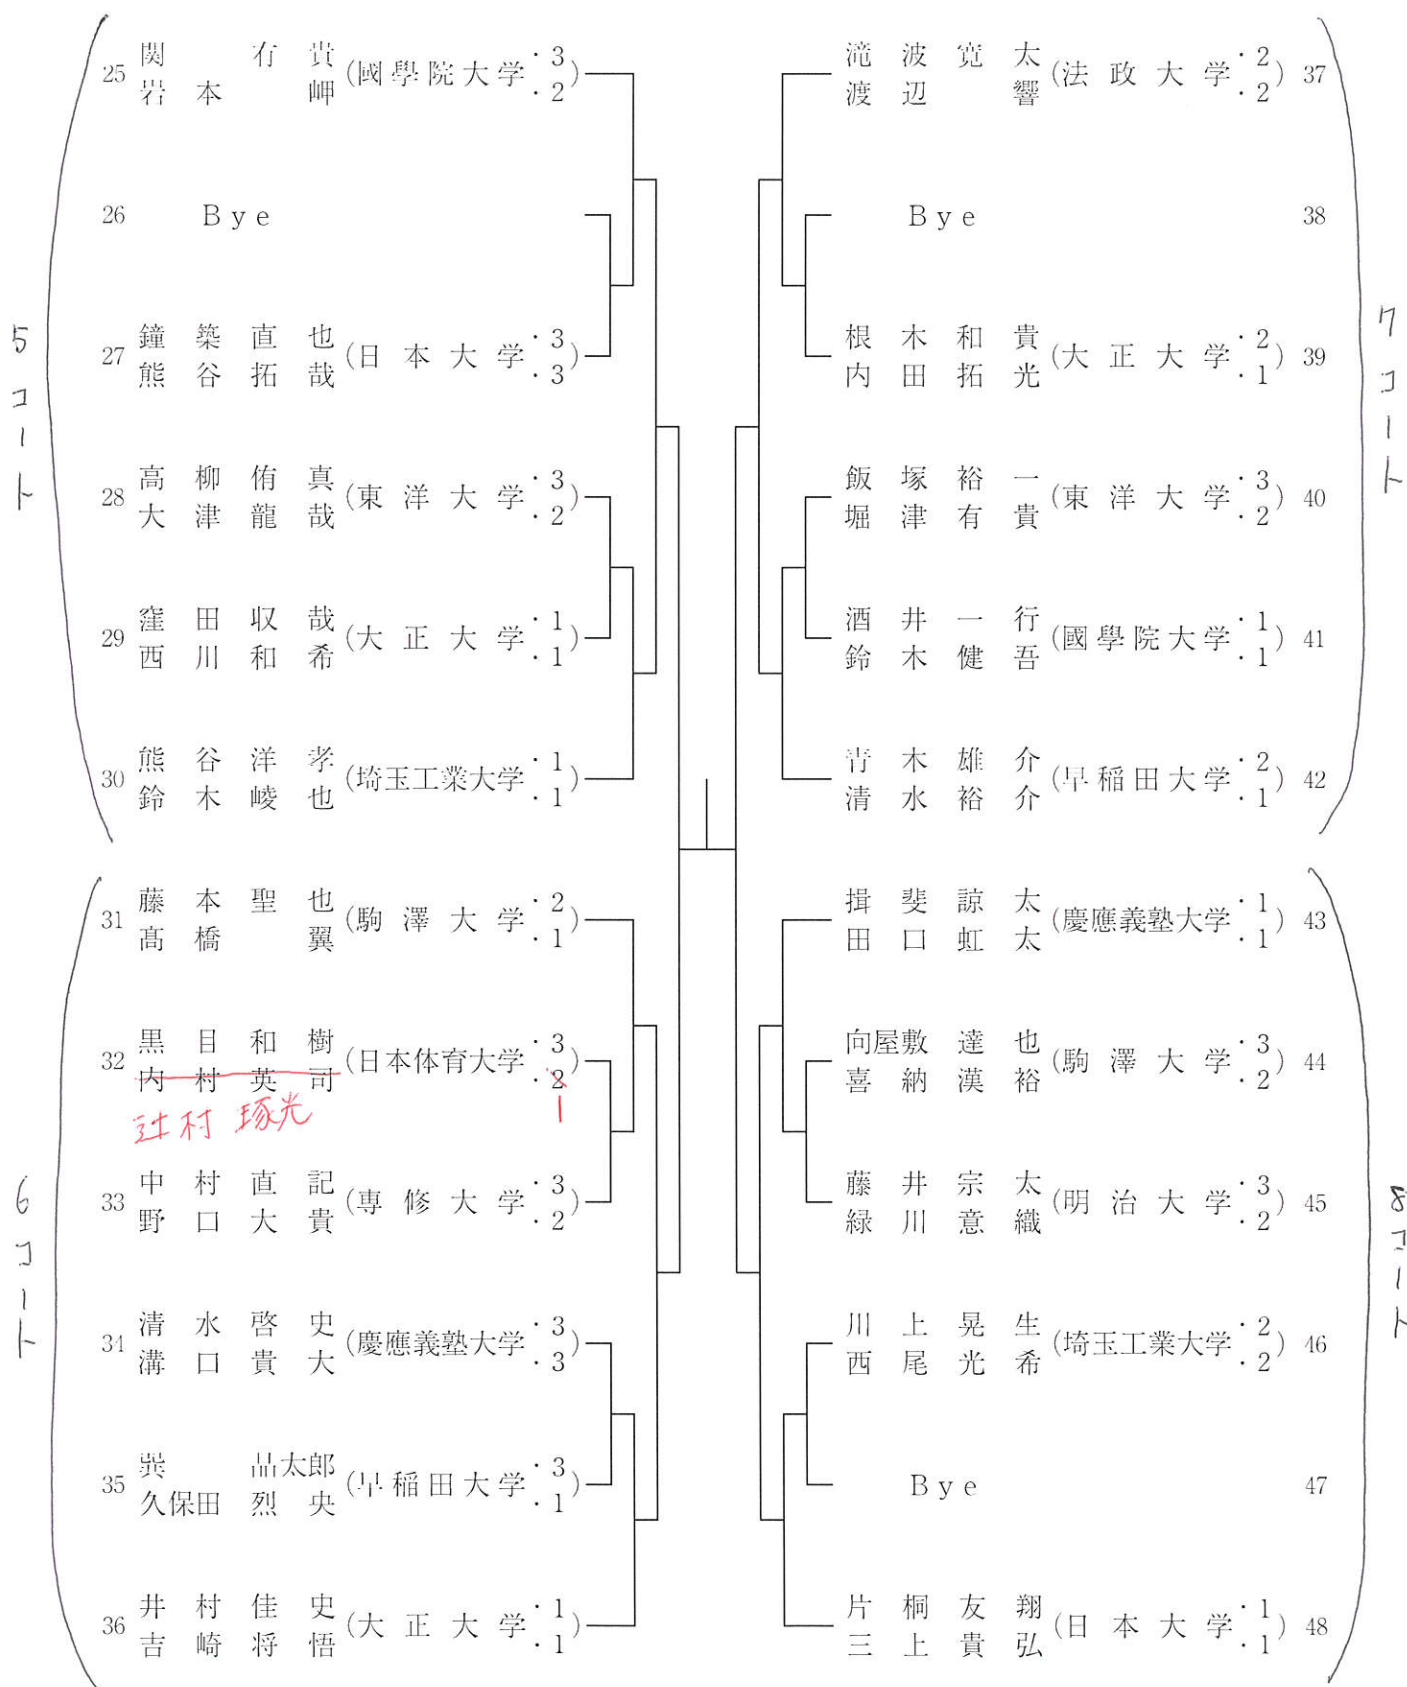 5コート
25 関 有貴 (國學院大学・3
岩本 岬 ・2)
26 Bye
27 鐘築直也 (日本大学・3
熊谷拓哉 ・3)
28 高柳侑真 (東洋大学・3
大津龍哉 ・2)
29 窪田収哉 (大正大学・1
西川和希 ・1)
30 熊谷洋孝 (埼玉工業大学・1
鈴木崚也 ・1)
6コート
31 藤本聖也 (駒澤大学・2
髙橋 翼 ・1)
32 黒目和樹 (日本体育大学・3
内村英司 ・2)
辻村 琢光 1
33 中村直記 (専修大学・3
野口大貴 ・2)
34 清水啓史 (慶應義塾大学・3
溝口貴大 ・3)
35 巽 晶太郎 (早稲田大学・3
久保田烈央 ・1)
36 井村佳史 (大正大学・1
吉崎将悟 ・1)
7コート
滝波寛太 (法政大学・2) 37
渡辺 響 ・2
Bye 38
根木和貴 (大正大学・2) 39
内田拓光 ・1
飯塚裕一 (東洋大学・3) 40
堀津有貴 ・2
酒井一行 (國學院大学・1) 41
鈴木健吾 ・1
青木雄介 (早稲田大学・2) 42
清水裕介 ・1
8コート
揖斐諒太 (慶應義塾大学・1) 43
田口虹太 ・1
向屋敷達也 (駒澤大学・3) 44
喜納漢裕 ・2
藤井宗太 (明治大学・3) 45
緑川意織 ・2
川上晃生 (埼玉工業大学・2) 46
西尾光希 ・2
Bye 47
片桐友翔 (日本大学・1) 48
三上貴弘 ・1